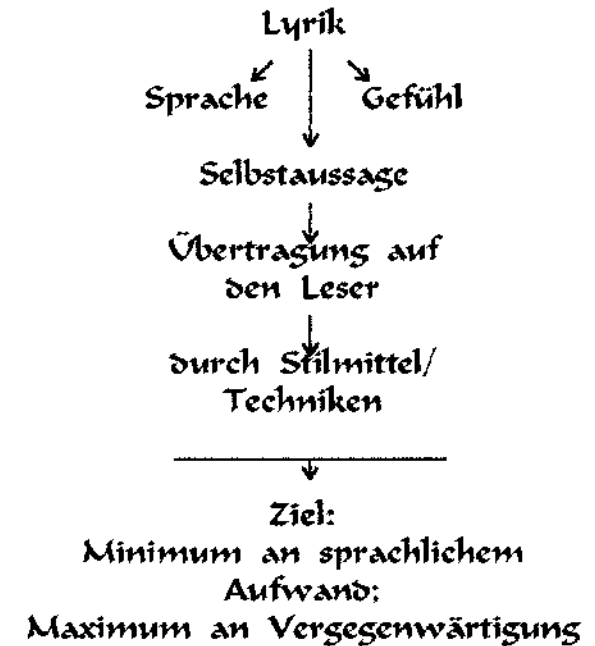 Lyrik
Sprache Gefühl
Selbstaussage
Übertragung auf
den Leser
durch Stilmittel/
Techniken
Ziel:
Minimum an sprachlichem
Aufwand;
Maximum an Vergegenwärtigung